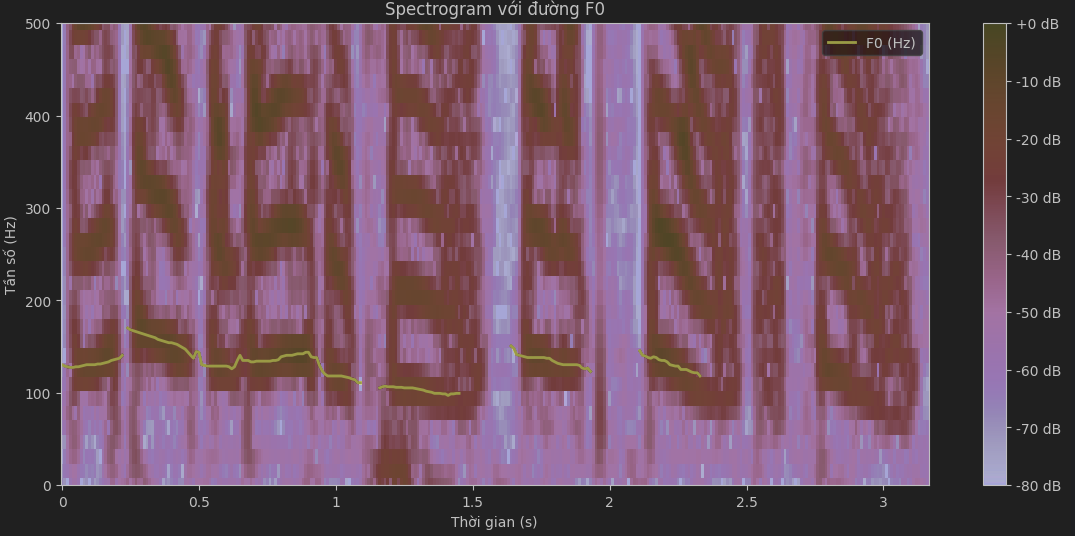 Spectrogram với đường F0
F0 (Hz)
Tần số (Hz)
500
400
300
200
100
0
0
0.5
1
1.5
2
2.5
3
Thời gian (s)
+0 dB
-10 dB
-20 dB
-30 dB
-40 dB
-50 dB
-60 dB
-70 dB
-80 dB